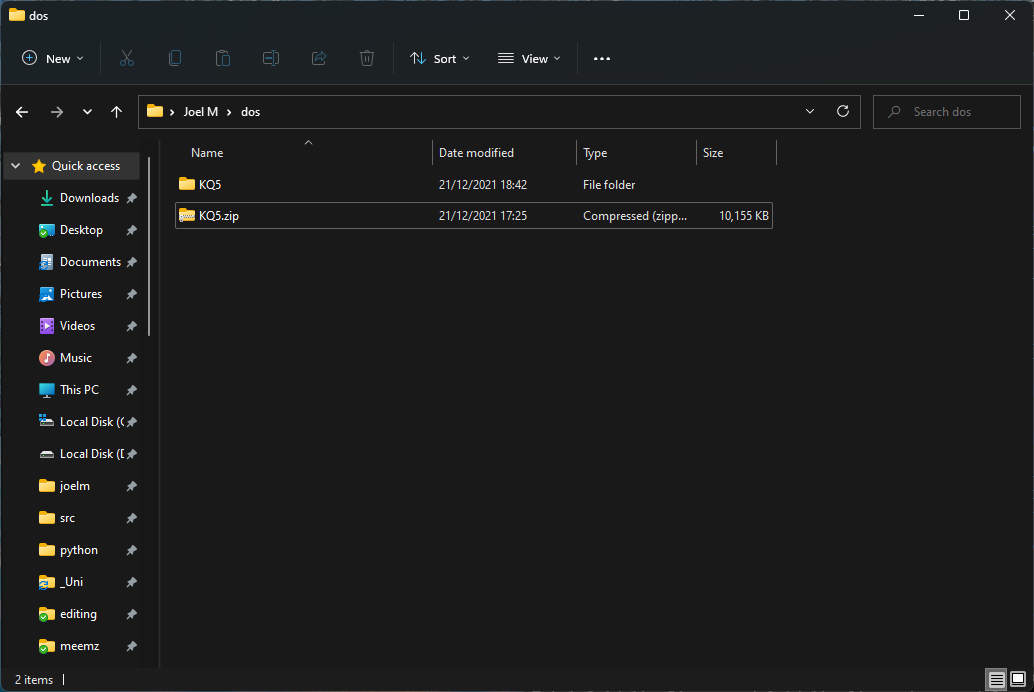 dos
New
Sort
View
Joel M > dos
Search dos
Name
Date modified
Type
Size
KQ5
21/12/2021 18:42
File folder
KQ5.zip
21/12/2021 17:25
Compressed (zipp...
10,155 KB
Quick access
Downloads
Desktop
Documents
Pictures
Videos
Music
This PC
Local Disk (C
Local Disk (D
joelm
src
python
_Uni
editing
meemz
2 items